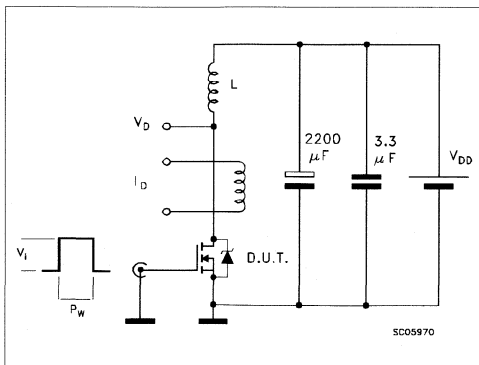 L
V_D
2200
μF
3.3
μF
V_DD
I_D
V_i
D.U.T.
P_W
SC05970